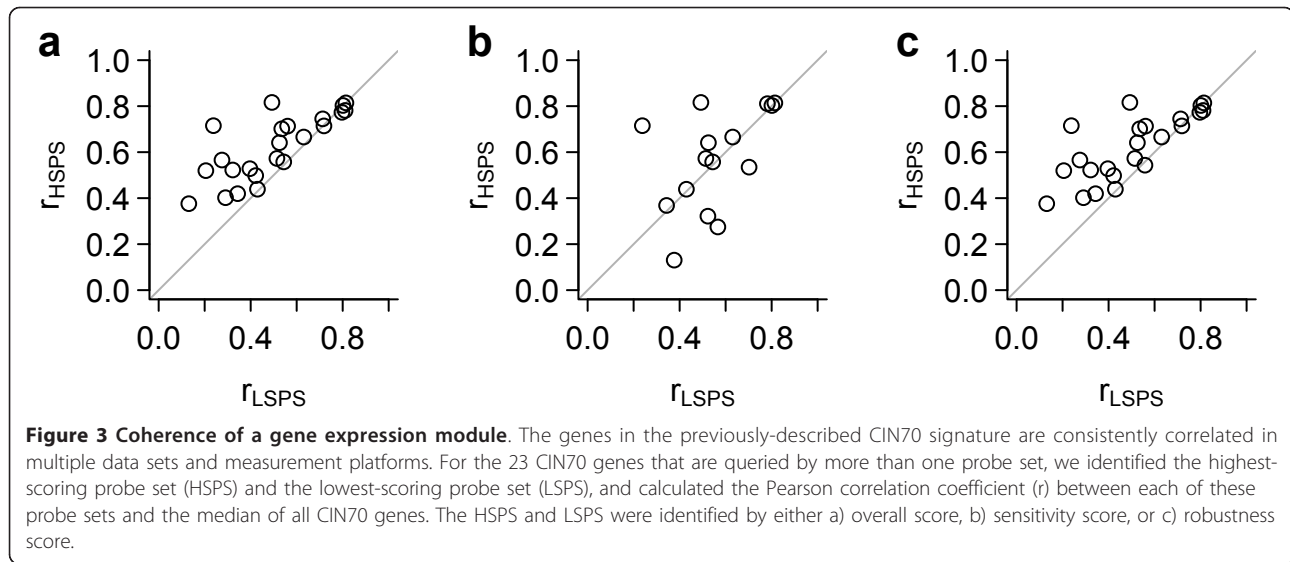 a b c
1.0 1.0 1.0
0.8 0.8 0.8
0.6 0.6 0.6
0.4 0.4 0.4
0.2 0.2 0.2
0.0 0.0 0.0
rHSPS rHSPS rHSPS
0.0 0.4 0.8 0.0 0.4 0.8 0.0 0.4 0.8
rLSPS rLSPS rLSPS
Figure 3 Coherence of a gene expression module. The genes in the previously-described CIN70 signature are consistently correlated in
multiple data sets and measurement platforms. For the 23 CIN70 genes that are queried by more than one probe set, we identified the highest-
scoring probe set (HSPS) and the lowest-scoring probe set (LSPS), and calculated the Pearson correlation coefficient (r) between each of these
probe sets and the median of all CIN70 genes. The HSPS and LSPS were identified by either a) overall score, b) sensitivity score, or c) robustness
score.